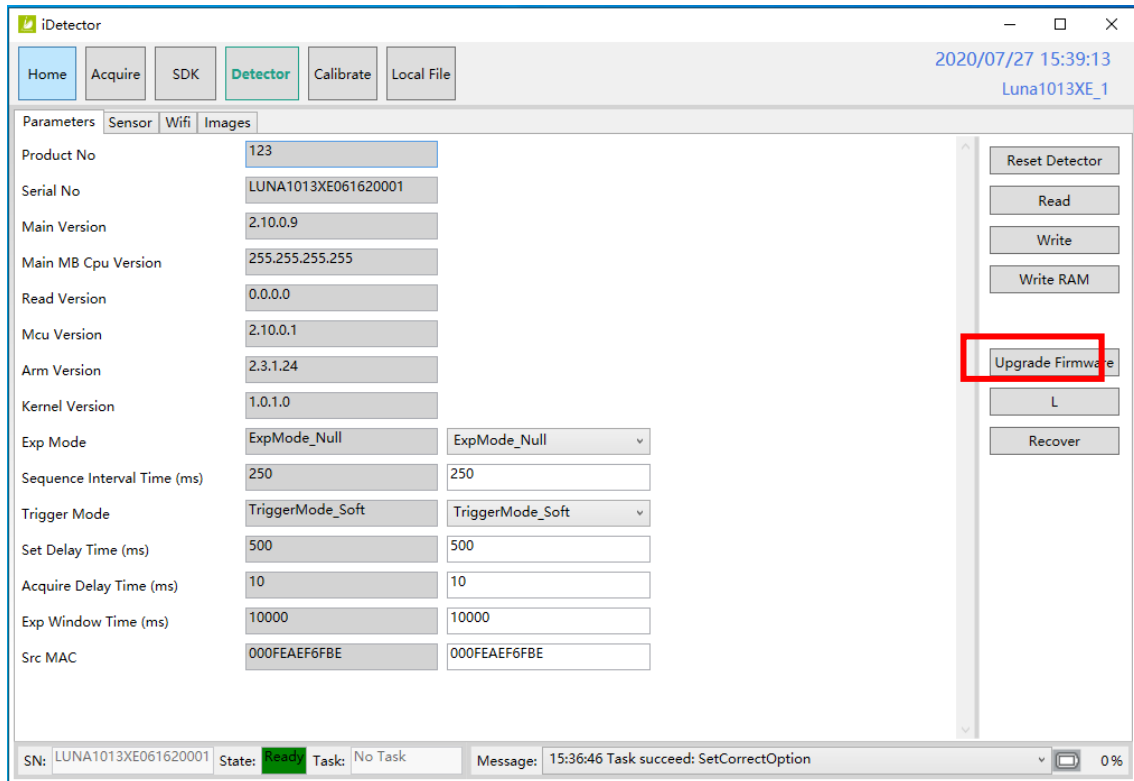 iDetector
Home Acquire SDK Detector Calibrate Local File
2020/07/27 15:39:13
Luna1013XE_1
Parameters Sensor Wifi Images
Product No 123
Serial No LUNA1013XE061620001
Main Version 2.10.0.9
Main MB Cpu Version 255.255.255.255
Read Version 0.0.0.0
Mcu Version 2.10.0.1
Arm Version 2.3.1.24
Kernel Version 1.0.1.0
Exp Mode ExpMode_Null ExpMode_Null
Sequence Interval Time (ms) 250 250
Trigger Mode TriggerMode_Soft TriggerMode_Soft
Set Delay Time (ms) 500 500
Acquire Delay Time (ms) 10 10
Exp Window Time (ms) 10000 10000
Src MAC 000FEAEF6FBE 000FEAEF6FBE
Reset Detector
Read
Write
Write RAM
Upgrade Firmware
L
Recover
SN: LUNA1013XE061620001 State: Ready Task: No Task Message: 15:36:46 Task succeed: SetCorrectOption 0%